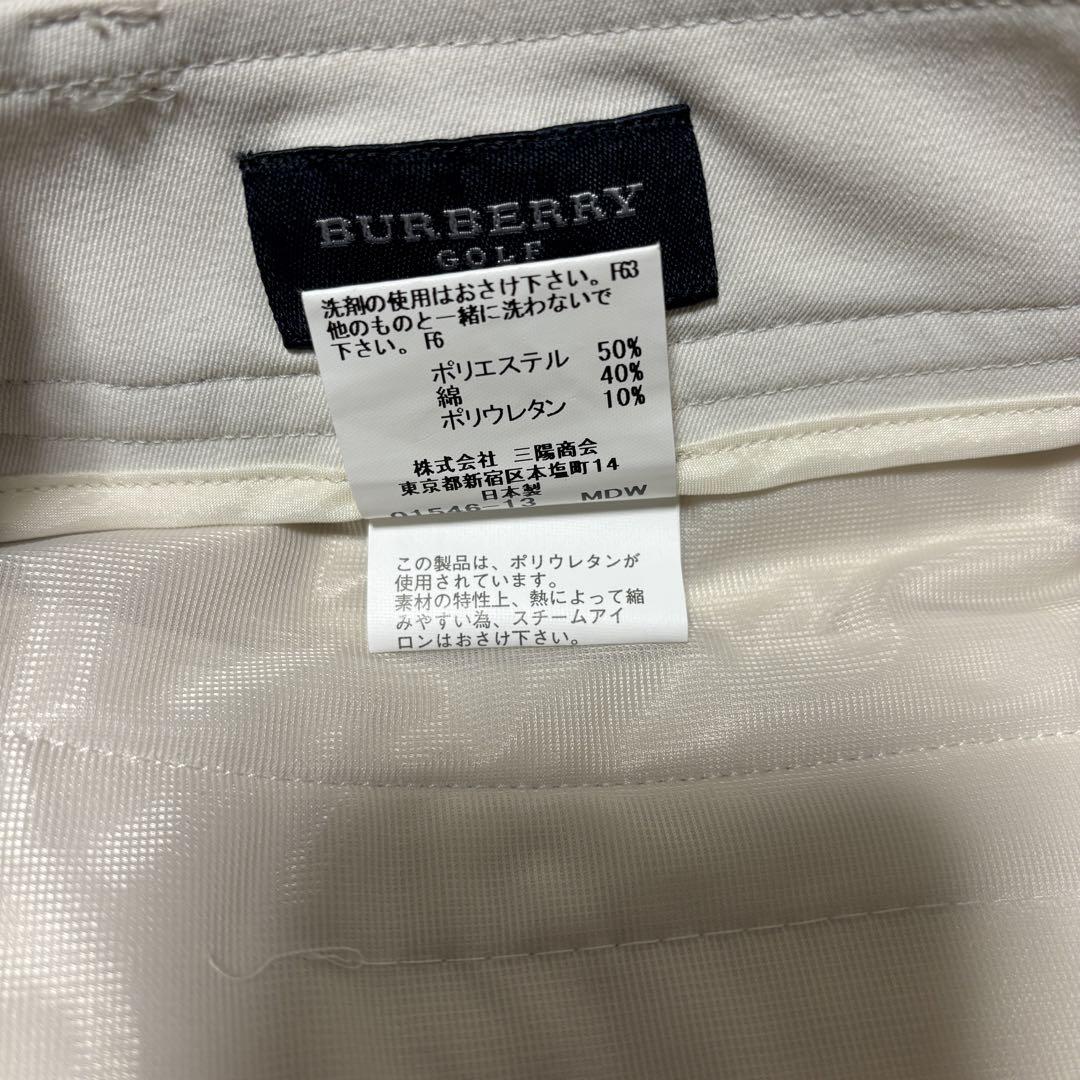 BURBERRY
GOLF
洗剤の使用はおさけ下さい。F63
他のものと一緒に洗わないで
下さい。F6
ポリエステル 50%
綿 40%
ポリウレタン 10%
株式会社 三陽商会
東京都新宿区本塩町14
日本製
01546-13 MDW
この製品は、ポリウレタンが
使用されています。
素材の特性上、熱によって縮
みやすい為、スチームアイ
ロンはおさけ下さい。